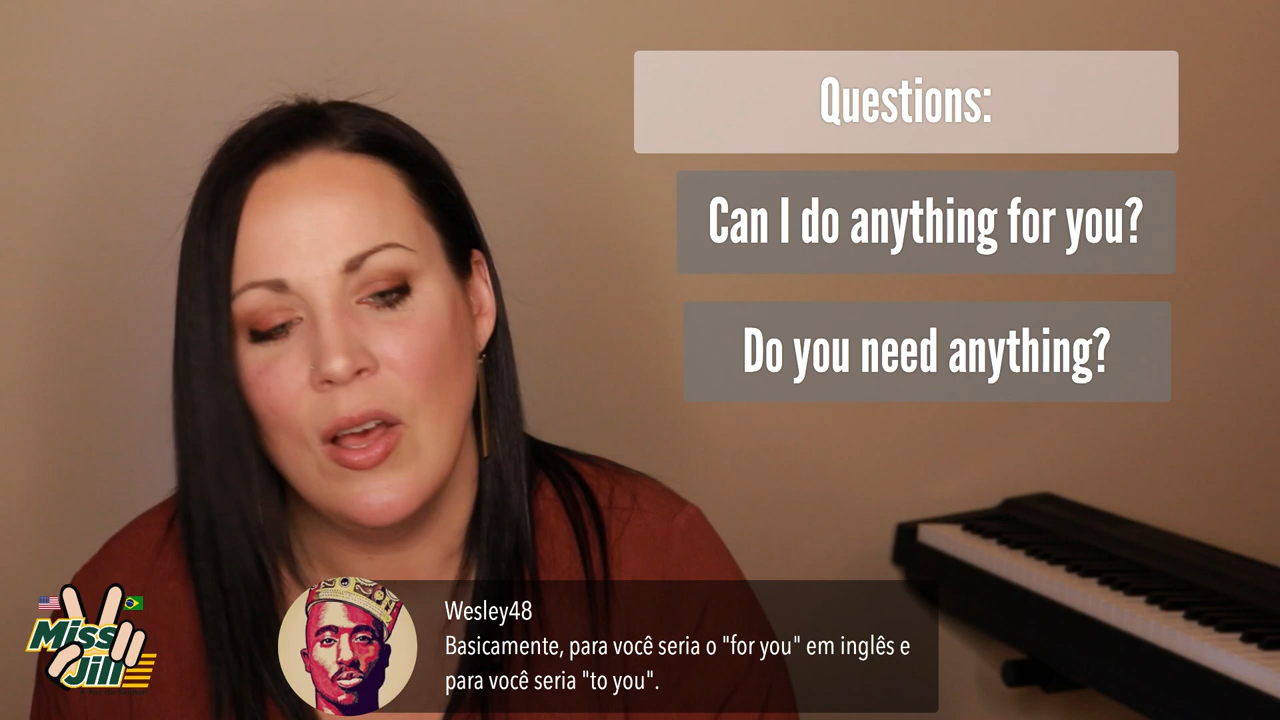 Questions:
Can I do anything for you?
Do you need anything?
Miss
Jill
Wesley48
Basicamente, para você seria o "for you" em inglês e
para você seria "to you".